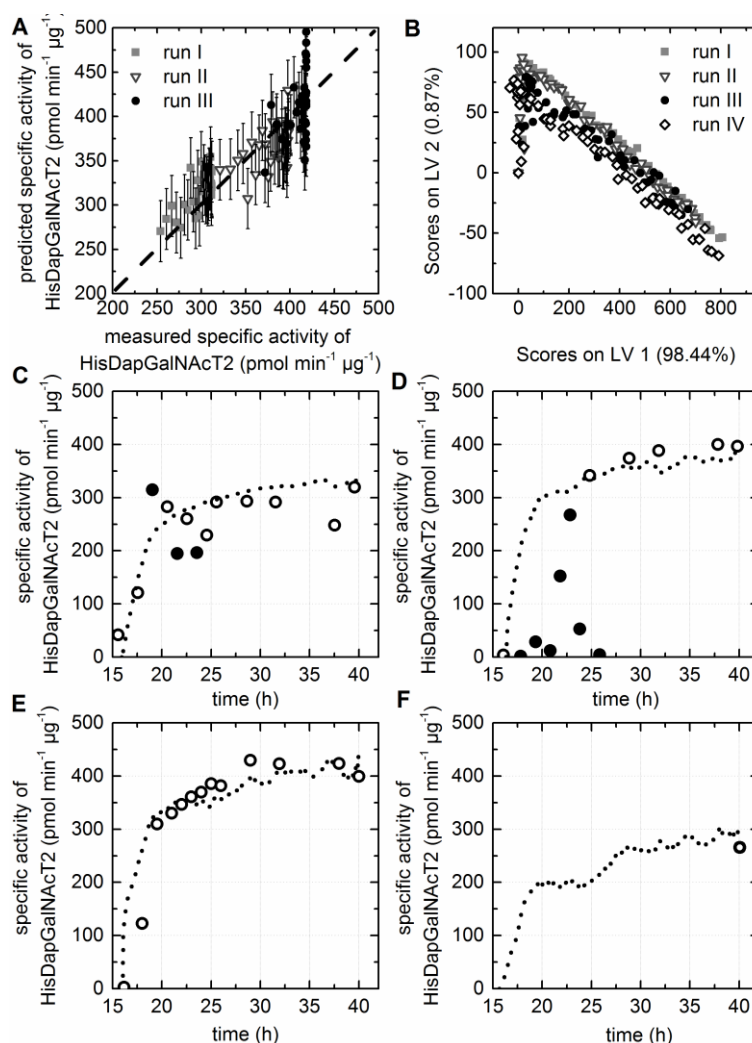 A
500
450
400
350
300
250
200
predicted specific activity of
HisDapGalNAcT2 (pmol min⁻¹ µg⁻¹)
run I
run II
run III
200 250 300 350 400 450 500
measured specific activity of
HisDapGalNAcT2 (pmol min⁻¹ µg⁻¹)
B
100
50
0
-50
-100
Scores on LV 2 (0.87%)
run I
run II
run III
run IV
0 200 400 600 800
Scores on LV 1 (98.44%)
C
500
400
300
200
100
0
specific activity of
HisDapGalNAcT2 (pmol min⁻¹ µg⁻¹)
15 20 25 30 35 40
time (h)
D
500
400
300
200
100
0
specific activity of
HisDapGalNAcT2 (pmol min⁻¹ µg⁻¹)
15 20 25 30 35 40
time (h)
E
500
400
300
200
100
0
specific activity of
HisDapGalNAcT2 (pmol min⁻¹ µg⁻¹)
15 20 25 30 35 40
time (h)
F
500
400
300
200
100
0
specific activity of
HisDapGalNAcT2 (pmol min⁻¹ µg⁻¹)
15 20 25 30 35 40
time (h)